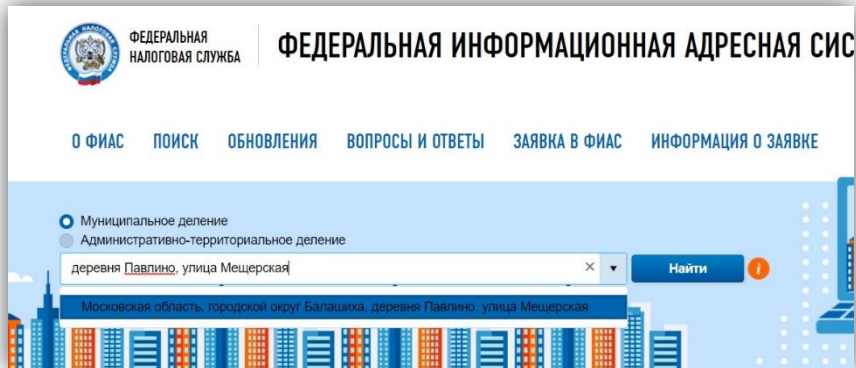 ФЕДЕРАЛЬНАЯ
НАЛОГОВАЯ СЛУЖБА
ФЕДЕРАЛЬНАЯ ИНФОРМАЦИОННАЯ АДРЕСНАЯ СИС
О ФИАС ПОИСК ОБНОВЛЕНИЯ ВОПРОСЫ И ОТВЕТЫ ЗАЯВКА В ФИАС ИНФОРМАЦИЯ О ЗАЯВКЕ
Муниципальное деление
Административно-территориальное деление
деревня Павлино, улица Мещерская
Найти
Московская область, городской округ Балашиха, деревня Павлино, улица Мещерская